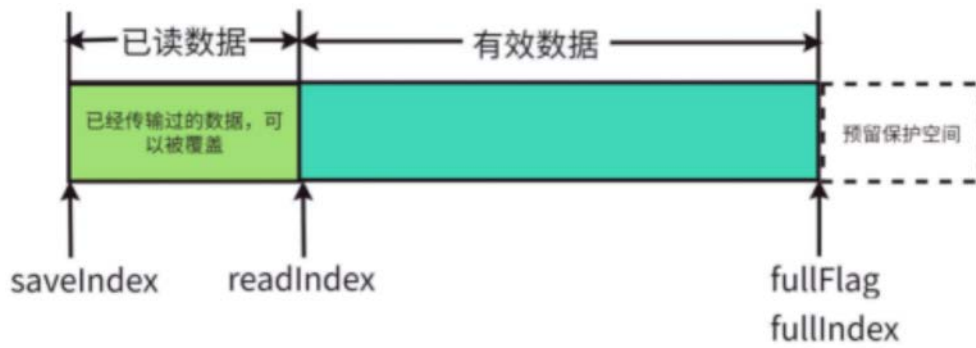 已读数据
有效数据
已经传输过的数据，可
以被覆盖
预留保护空间
saveIndex
readIndex
fullFlag
fullIndex